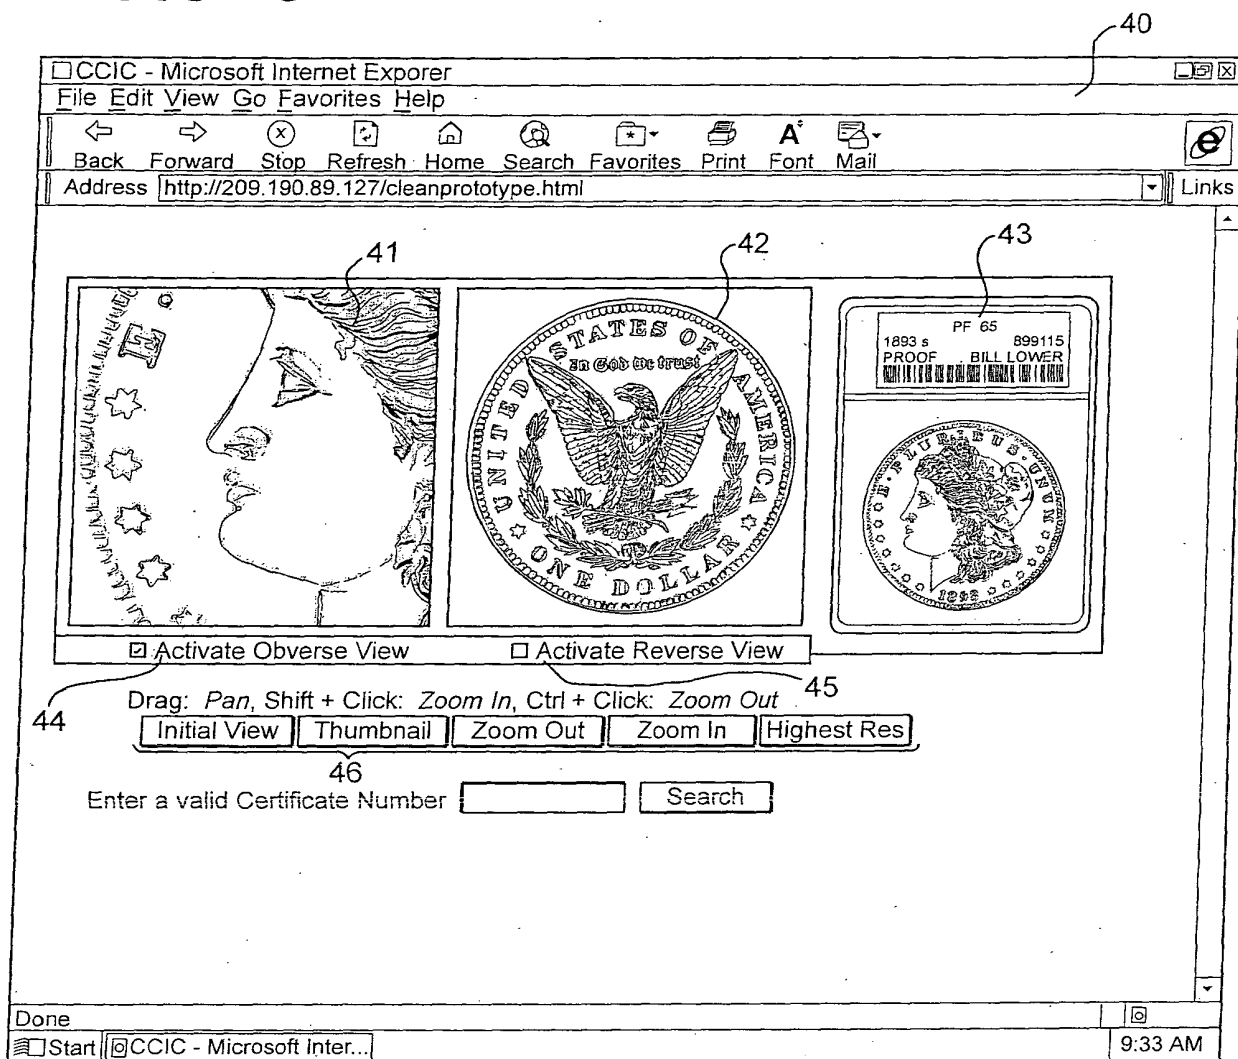 40
CCIC - Microsoft Internet Exporer
File Edit View Go Favorites Help
Back Forward Stop Refresh Home Search Favorites Print Font Mail
Address http://209.190.89.127/cleanprototype.html Links
41
42
43
E
STATES OF
In God we trust
UNITED
AMERICA
ONE DOLLAR
PF 65
1893 s 899115
PROOF BILL LOWER
E·PLURIBUS·UNUM
Activate Obverse View
Activate Reverse View
44
45
Drag: Pan, Shift + Click: Zoom In, Ctrl + Click: Zoom Out
Initial View Thumbnail Zoom Out Zoom In Highest Res
46
Enter a valid Certificate Number Search
Done
Start CCIC - Microsoft Inter... 9:33 AM